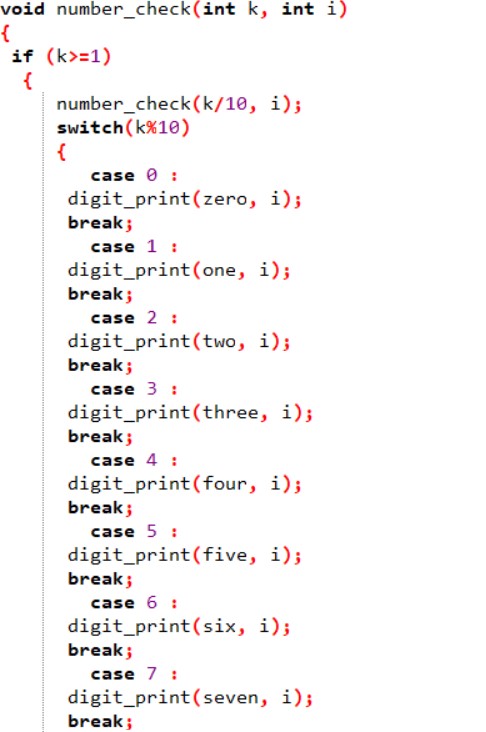 void number_check(int k, int i)
{
if (k>=1)
{
number_check(k/10, i);
switch(k%10)
{
case 0 :
digit_print(zero, i);
break;
case 1 :
digit_print(one, i);
break;
case 2 :
digit_print(two, i);
break;
case 3 :
digit_print(three, i);
break;
case 4 :
digit_print(four, i);
break;
case 5 :
digit_print(five, i);
break;
case 6 :
digit_print(six, i);
break;
case 7 :
digit_print(seven, i);
break;